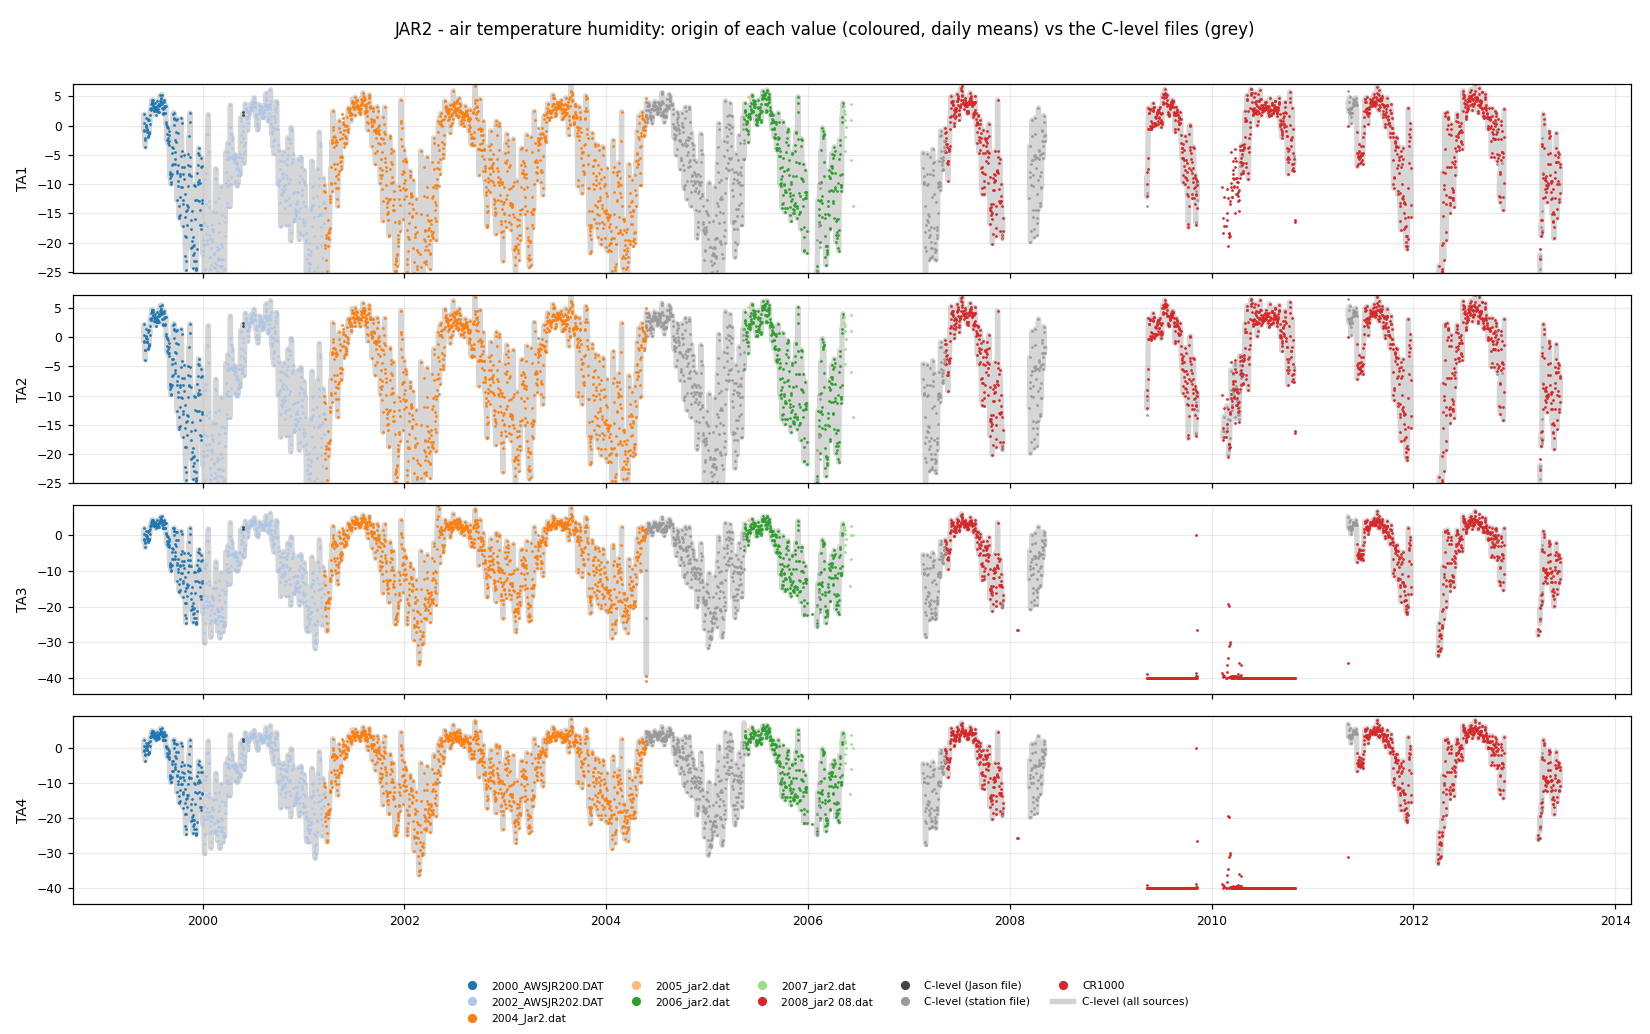 JAR2 - air temperature humidity: origin of each value (coloured, daily means) vs the C-level files (grey)
TA1
5
0
−5
−10
−15
−20
−25
TA2
5
0
−5
−10
−15
−20
−25
TA3
0
−10
−20
−30
−40
TA4
0
−10
−20
−30
−40
2000 2002 2004 2006 2008 2010 2012 2014
2000_AWSJR200.DAT 2005_jar2.dat 2007_jar2.dat C-level (Jason file) CR1000
2002_AWSJR202.DAT 2006_jar2.dat 2008_jar2 08.dat C-level (station file) C-level (all sources)
2004_Jar2.dat